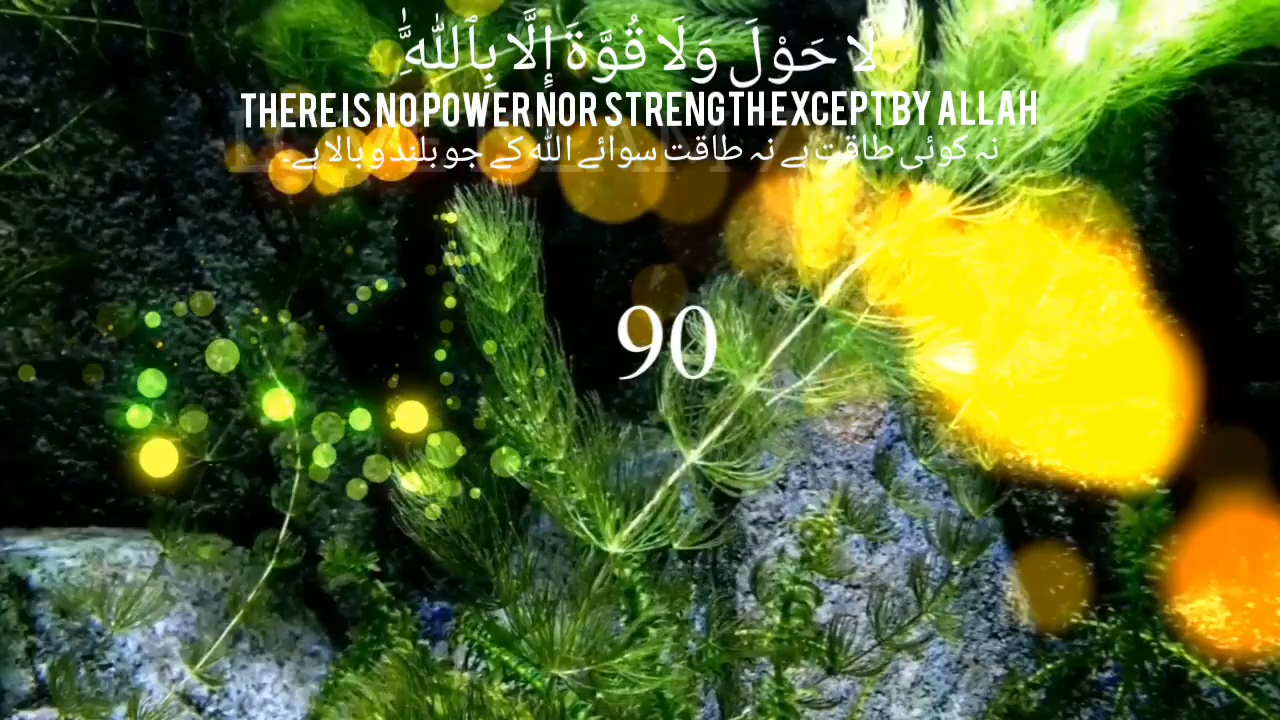 لَا حَوْلَ وَلَا قُوَّةَ إِلَّا بِٱللَّٰهِ
THERE IS NO POWER NOR STRENGTH EXCEPT BY ALLAH
نہ کوئی طاقت ہے نہ طاقت سوائے اللہ کے جو بلند و بالا ہے۔
90